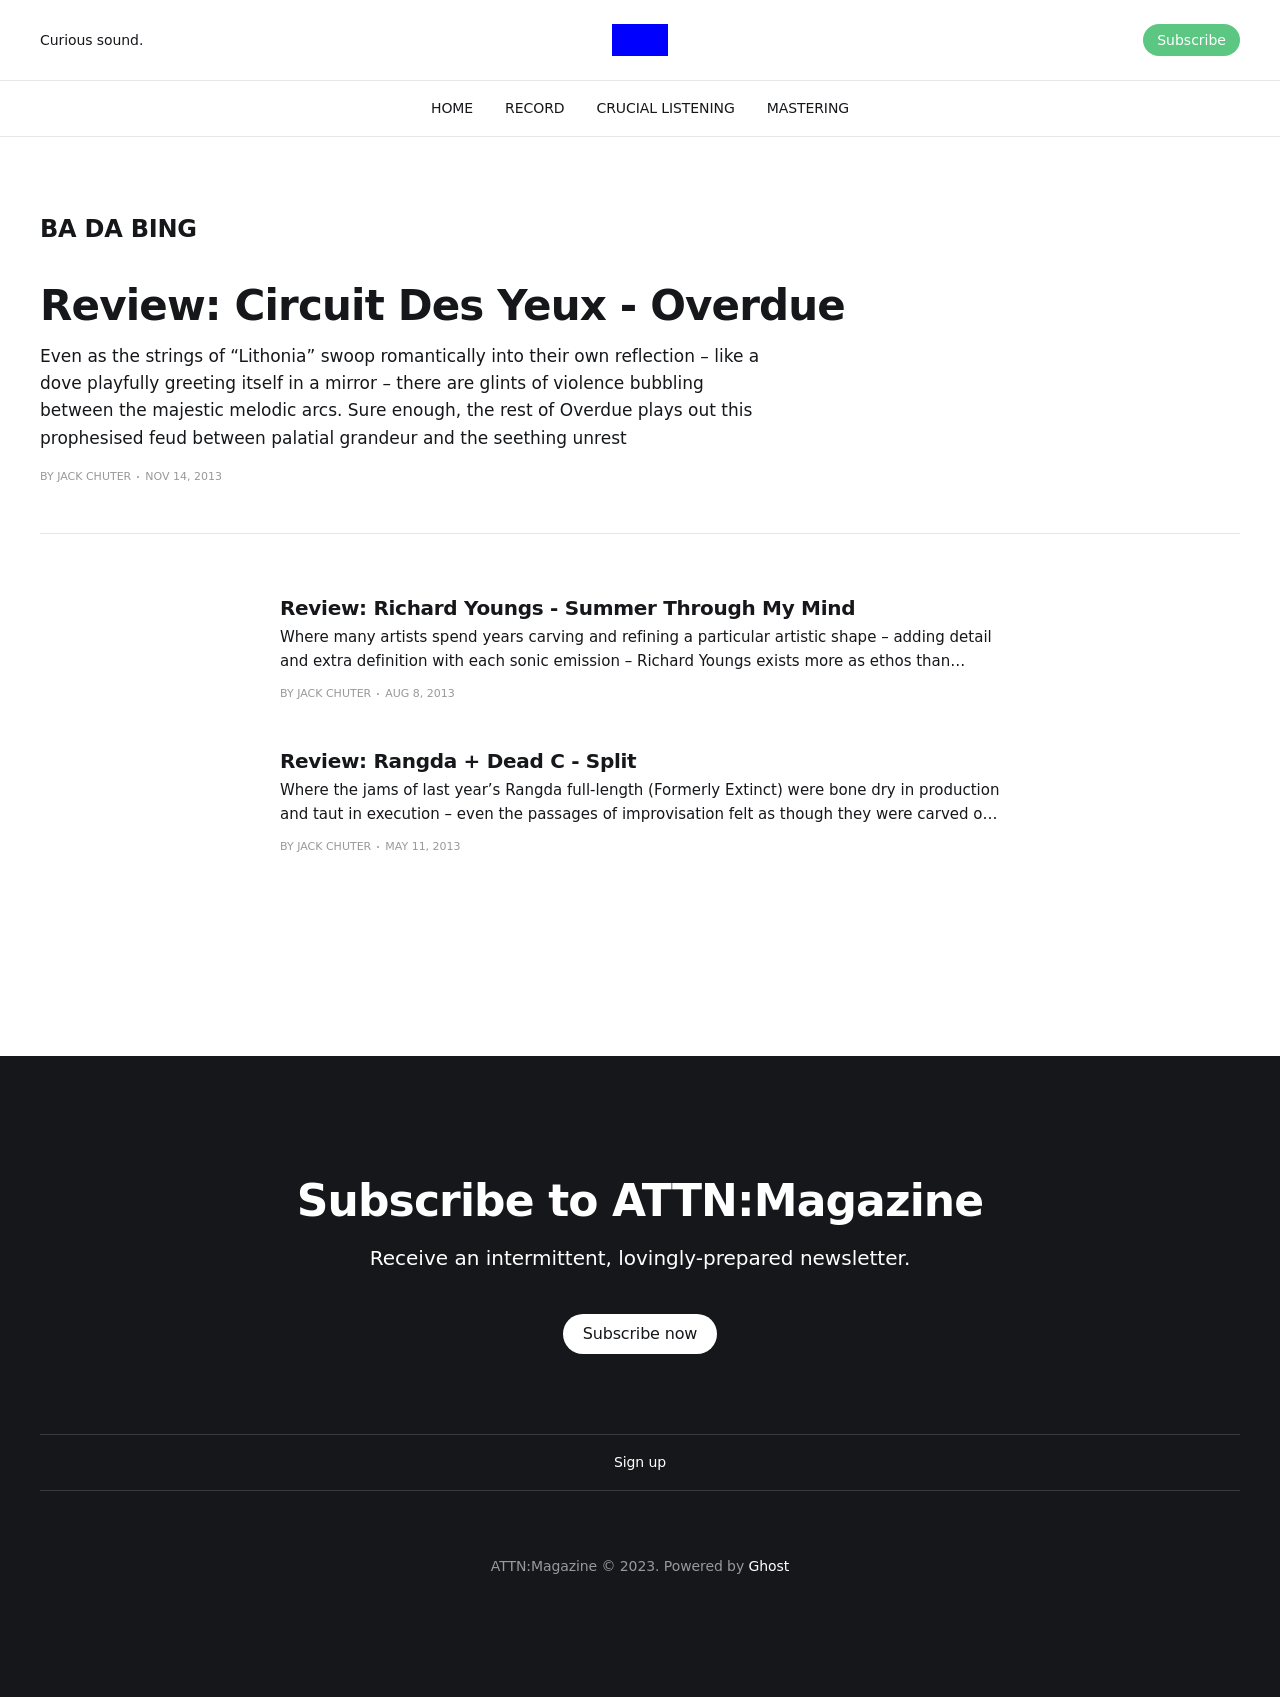 Curious sound.
Subscribe
HOME RECORD CRUCIAL LISTENING MASTERING
BA DA BING
Review: Circuit Des Yeux - Overdue
Even as the strings of “Lithonia” swoop romantically into their own reflection – like a
dove playfully greeting itself in a mirror – there are glints of violence bubbling
between the majestic melodic arcs. Sure enough, the rest of Overdue plays out this
prophesised feud between palatial grandeur and the seething unrest
BY JACK CHUTER • NOV 14, 2013
Review: Richard Youngs - Summer Through My Mind
Where many artists spend years carving and refining a particular artistic shape – adding detail
and extra definition with each sonic emission – Richard Youngs exists more as ethos than…
BY JACK CHUTER • AUG 8, 2013
Review: Rangda + Dead C - Split
Where the jams of last year’s Rangda full-length (Formerly Extinct) were bone dry in production
and taut in execution – even the passages of improvisation felt as though they were carved o…
BY JACK CHUTER • MAY 11, 2013
Subscribe to ATTN:Magazine
Receive an intermittent, lovingly-prepared newsletter.
Subscribe now
Sign up
ATTN:Magazine © 2023. Powered by Ghost